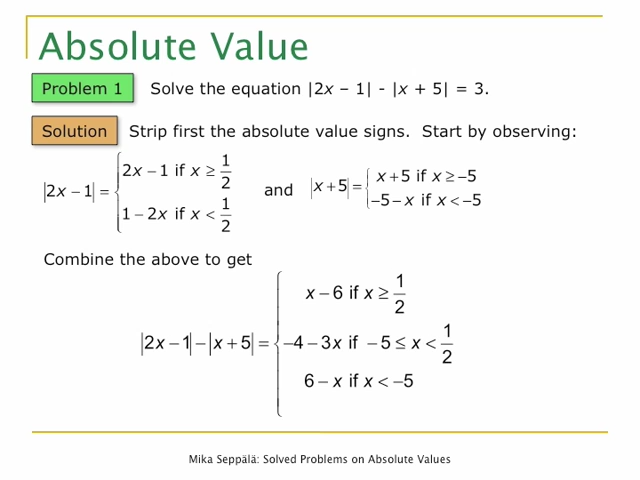 Absolute Value
Problem 1 Solve the equation |2x – 1| - |x + 5| = 3.
Solution Strip first the absolute value signs. Start by observing:
|2x − 1| = { 2x − 1 if x ≥ 1/2
1 − 2x if x < 1/2
and |x + 5| = { x + 5 if x ≥ −5
−5 − x if x < −5
Combine the above to get
|2x − 1| − |x + 5| = { x − 6 if x ≥ 1/2
−4 − 3x if −5 ≤ x < 1/2
6 − x if x < −5
Mika Seppälä: Solved Problems on Absolute Values